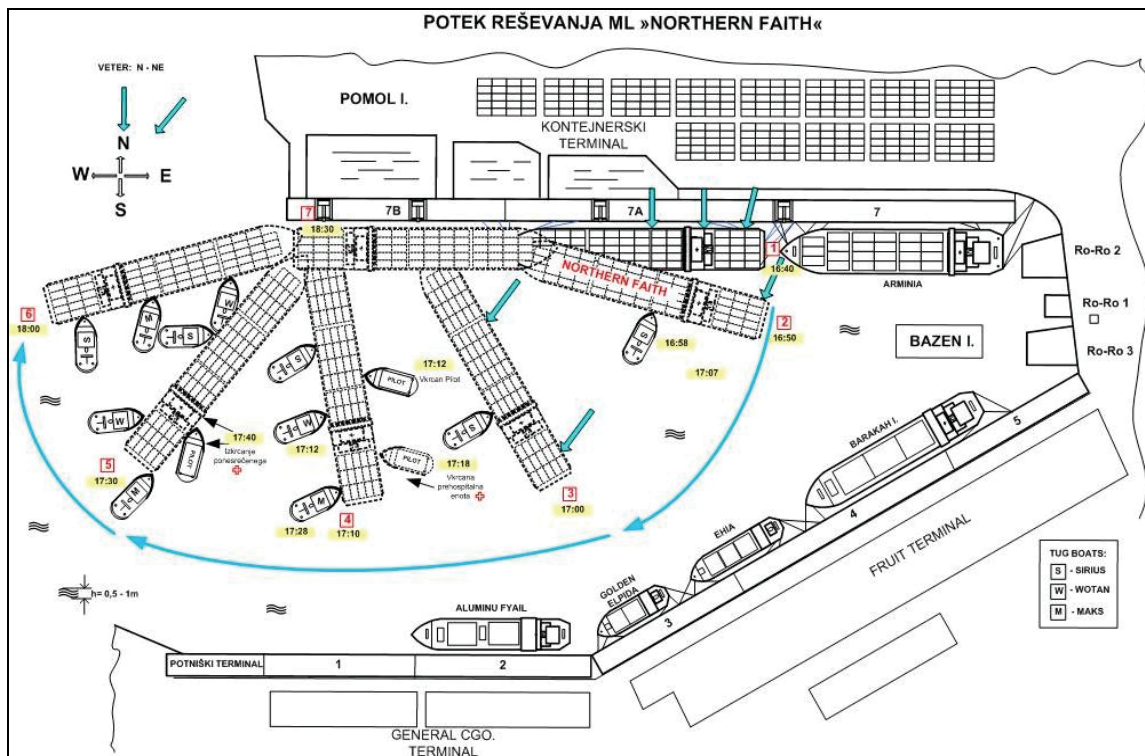 POTEK REŠEVANJA ML »NORTHERN FAITH«
VETER: N - NE
N
W E
S
POMOL I.
KONTEJNERSKI
TERMINAL
7
18:30
7B
7A
7
1
16:40
ARMINIA
Ro-Ro 2
Ro-Ro 1
Ro-Ro 3
BAZEN I.
NORTHERN FAITH
2
16:50
S
16:58
17:07
6
18:00
S
M
S
W
S
17:12
Vkrcan Pilot
PILOT
W
17:40
Izkrcanje
ponesrečenega
PILOT
W
17:12
S
17:18
Vkrcana
prehospitalna
enota
PILOT
5
17:30
M
M
17:28
4
17:10
3
17:00
BARAKAH I.
5
4
EHIA
FRUIT TERMINAL
GOLDEN
ELPIDA
3
h= 0,5 - 1m
ALUMINU FYAIL
POTNIŠKI TERMINAL
1
2
GENERAL CGO.
TERMINAL
TUG BOATS:
S - SIRIUS
W - WOTAN
M - MAKS